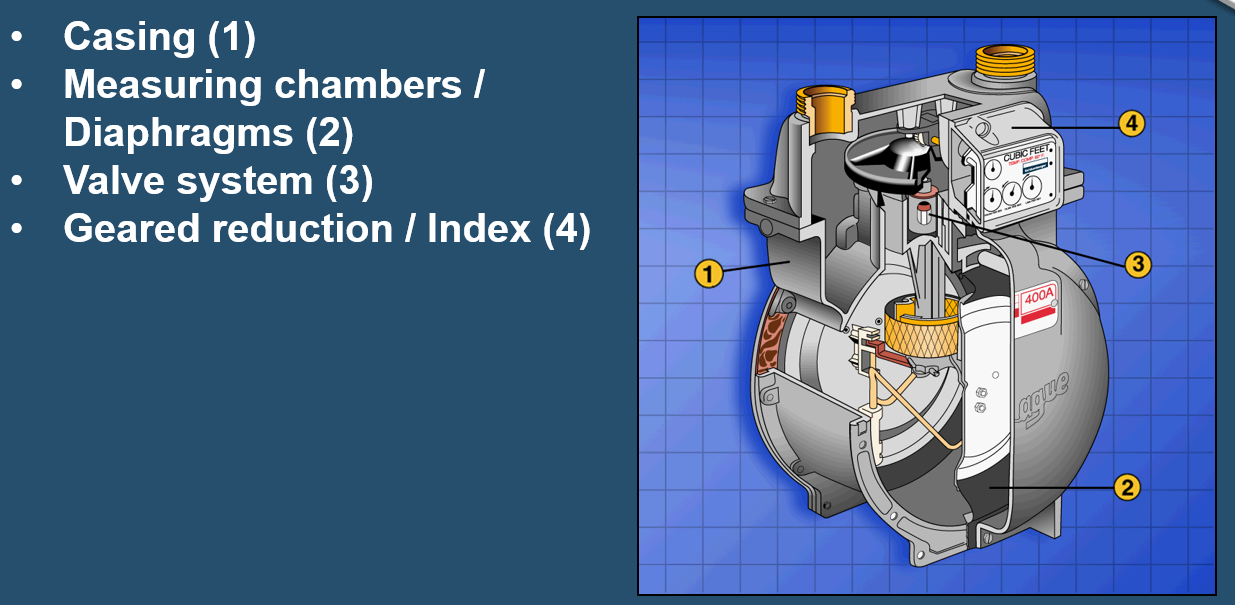 • Casing (1)
• Measuring chambers /
Diaphragms (2)
• Valve system (3)
• Geared reduction / Index (4)
4
CUBIC FEET
3
1
400A
ague
2